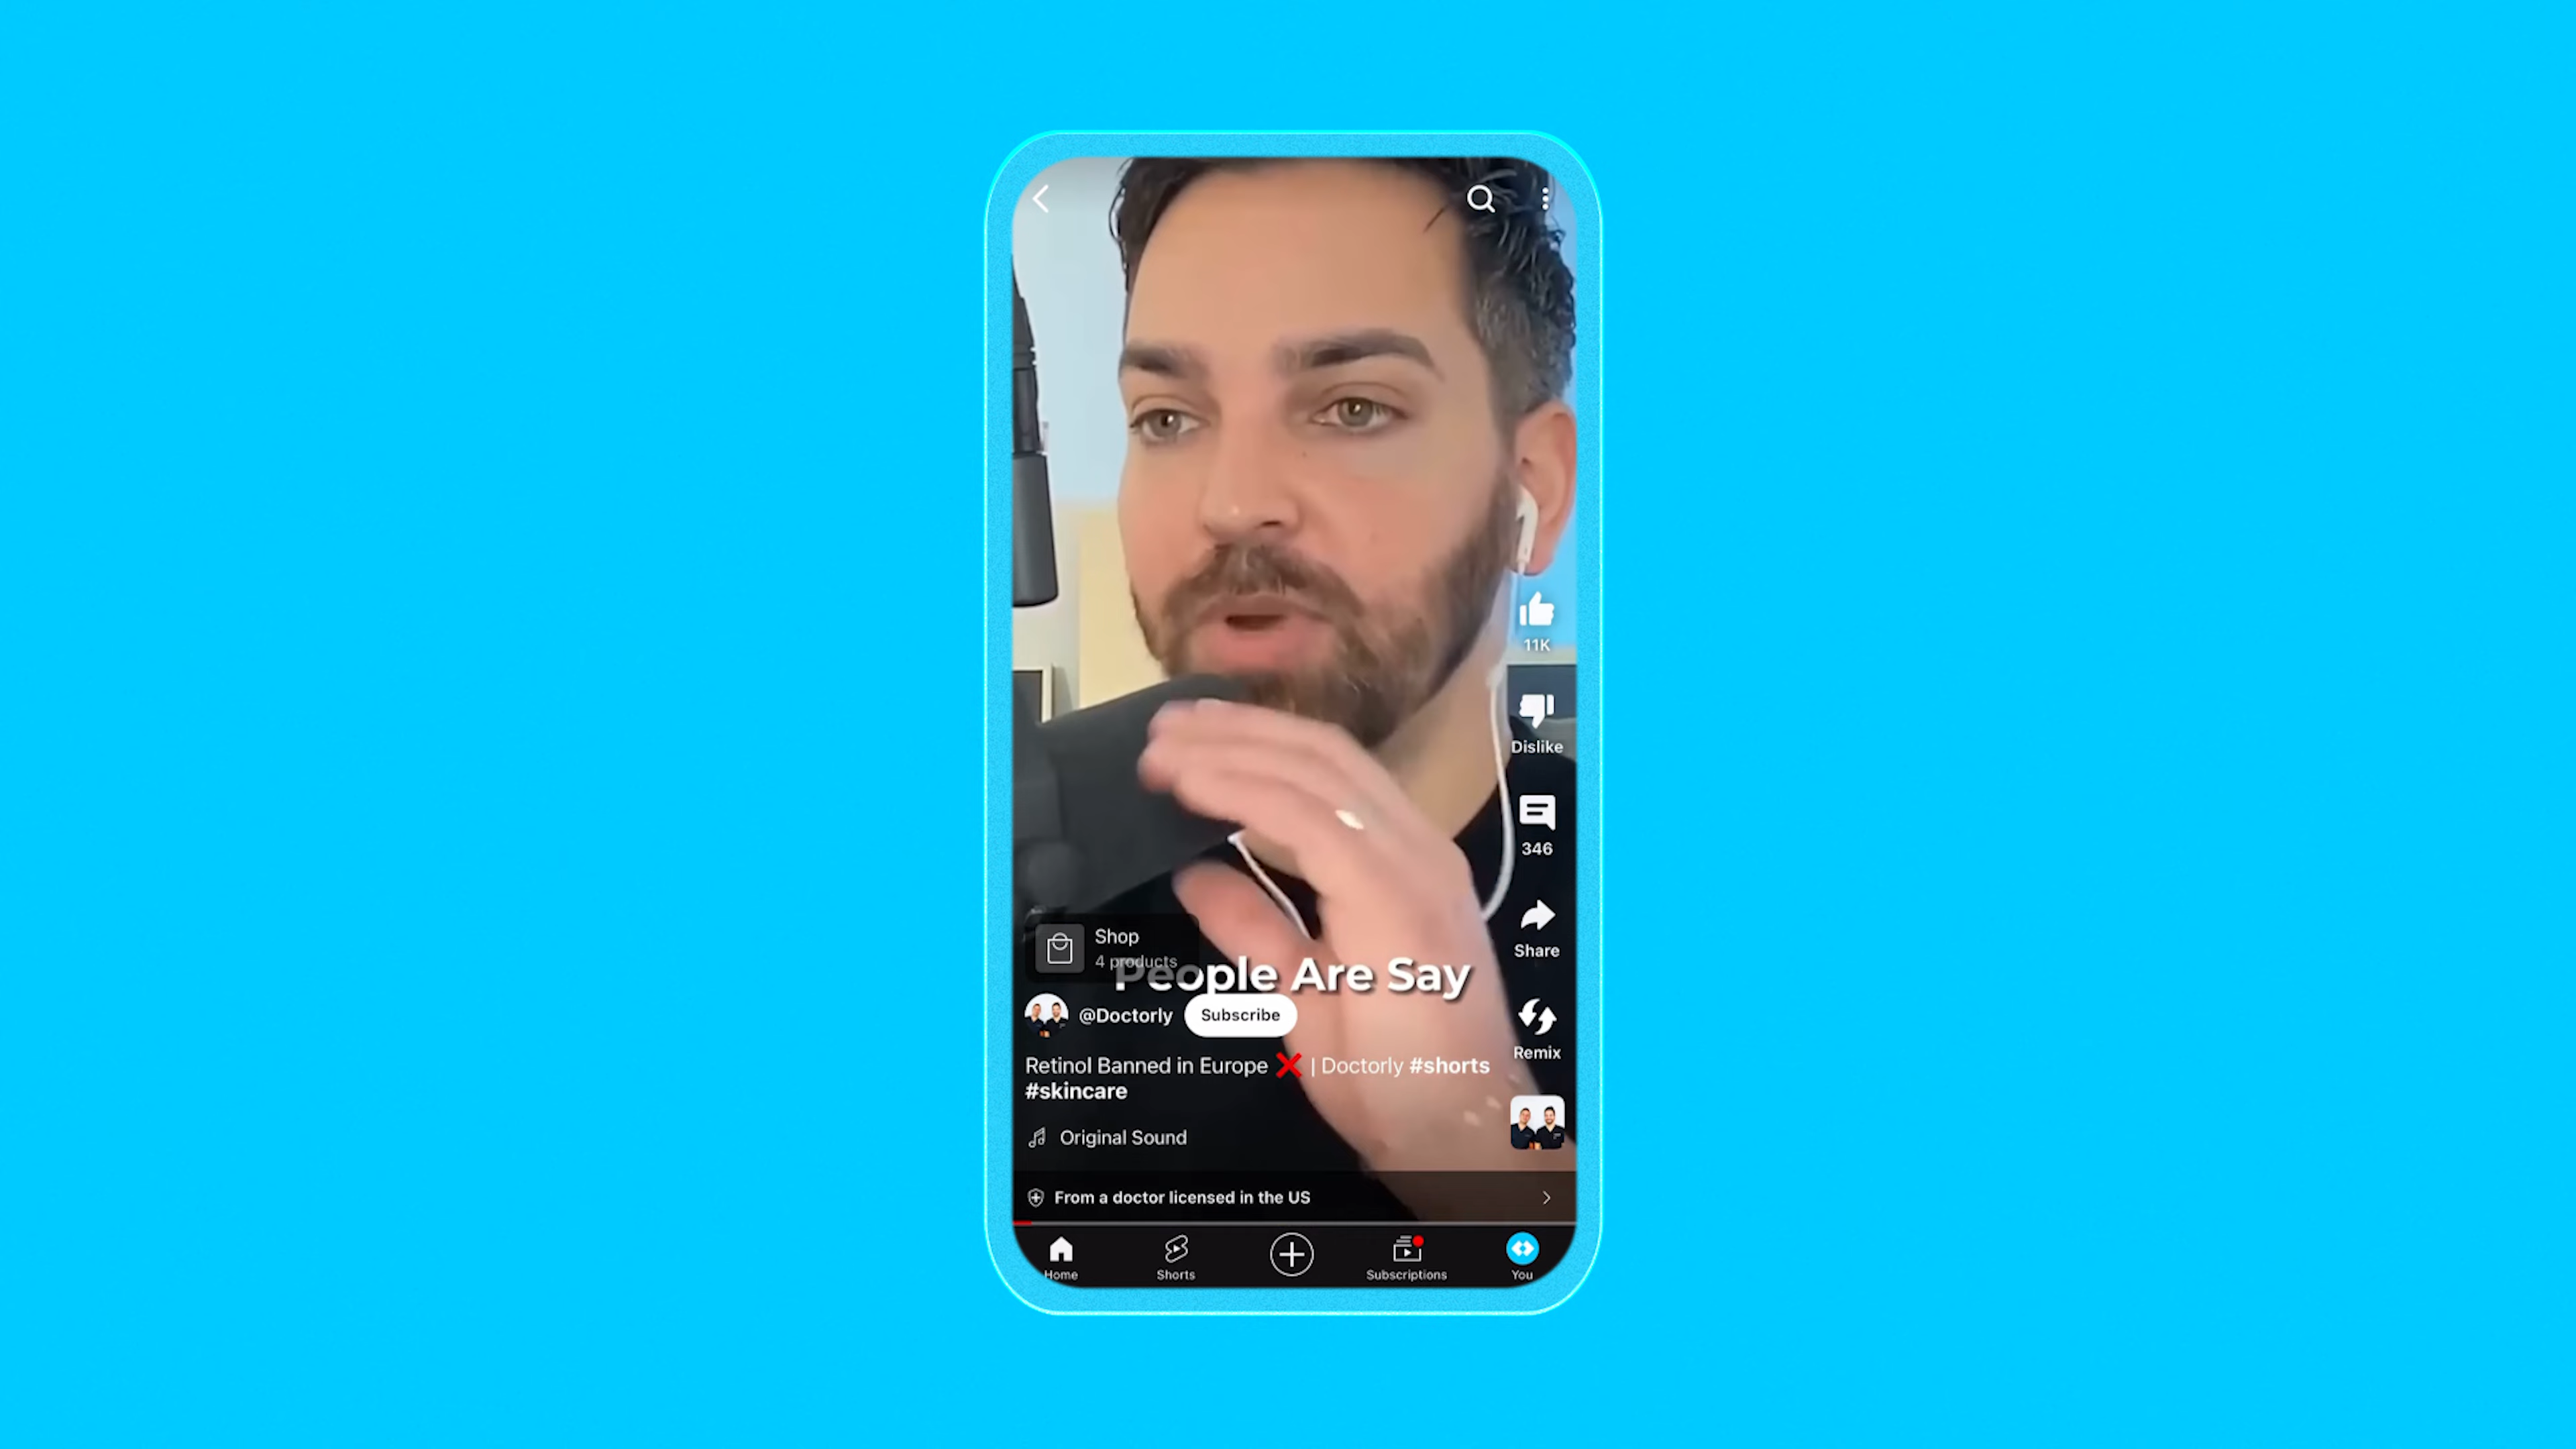 11K
Dislike
346
Share
Shop
4 products
People Are Say
@Doctorly
Subscribe
Remix
Retinol Banned in Europe ❌ | Doctorly #shorts
#skincare
Original Sound
From a doctor licensed in the US
Home
Shorts
Subscriptions
You